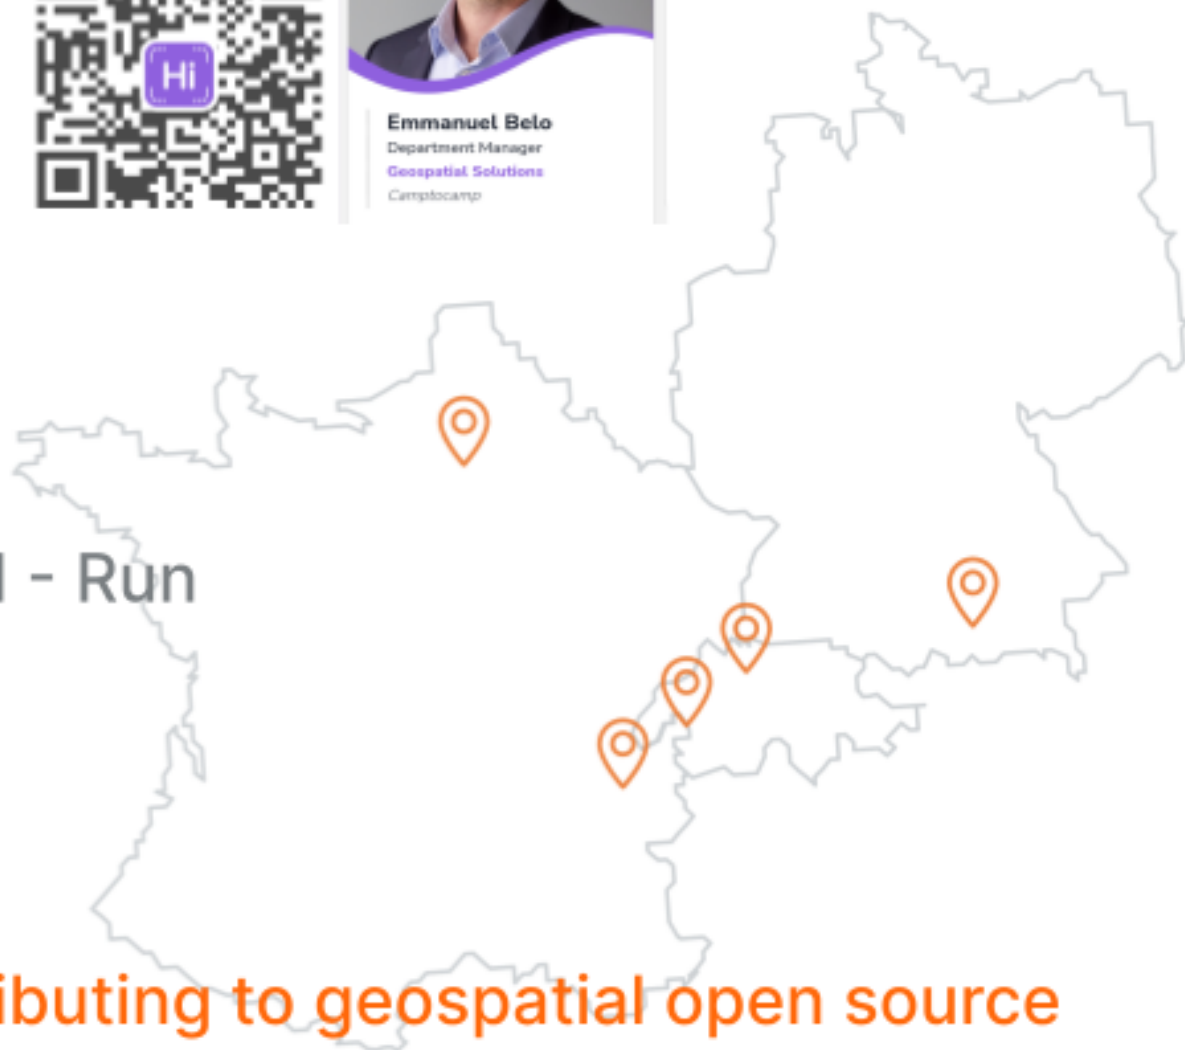 Hi
Emmanuel Belo
Department Manager
Geospatial Solutions
Camptocamp
- Run
ibuting to geospatial open source